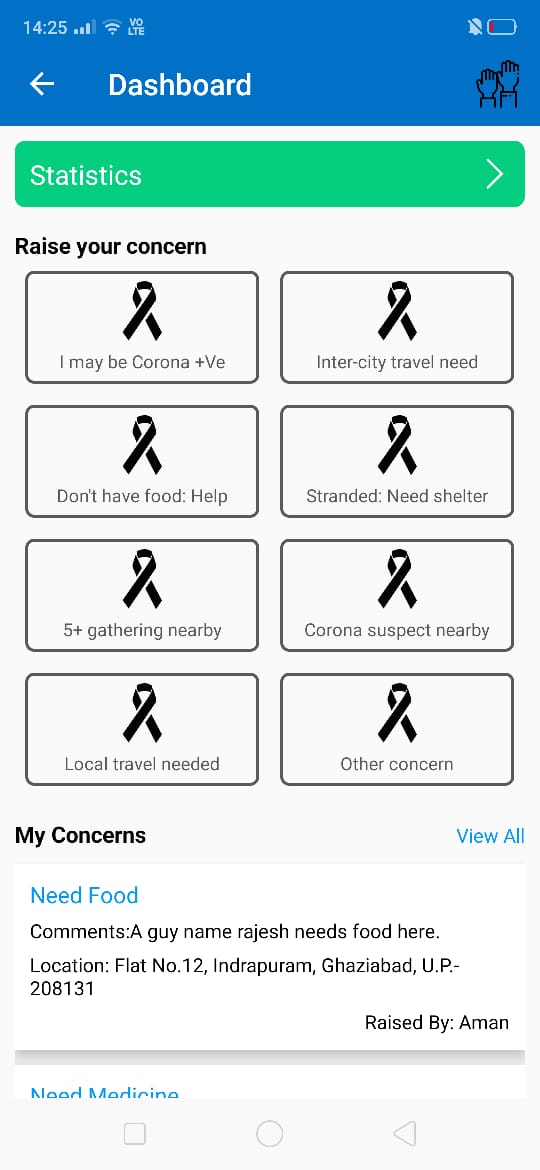 14:25 VO LTE
Dashboard
Statistics
Raise your concern
I may be Corona +Ve
Inter-city travel need
Don't have food: Help
Stranded: Need shelter
5+ gathering nearby
Corona suspect nearby
Local travel needed
Other concern
My Concerns View All
Need Food
Comments:A guy name rajesh needs food here.
Location: Flat No.12, Indrapuram, Ghaziabad, U.P.-
208131
Raised By: Aman
Need Medicine